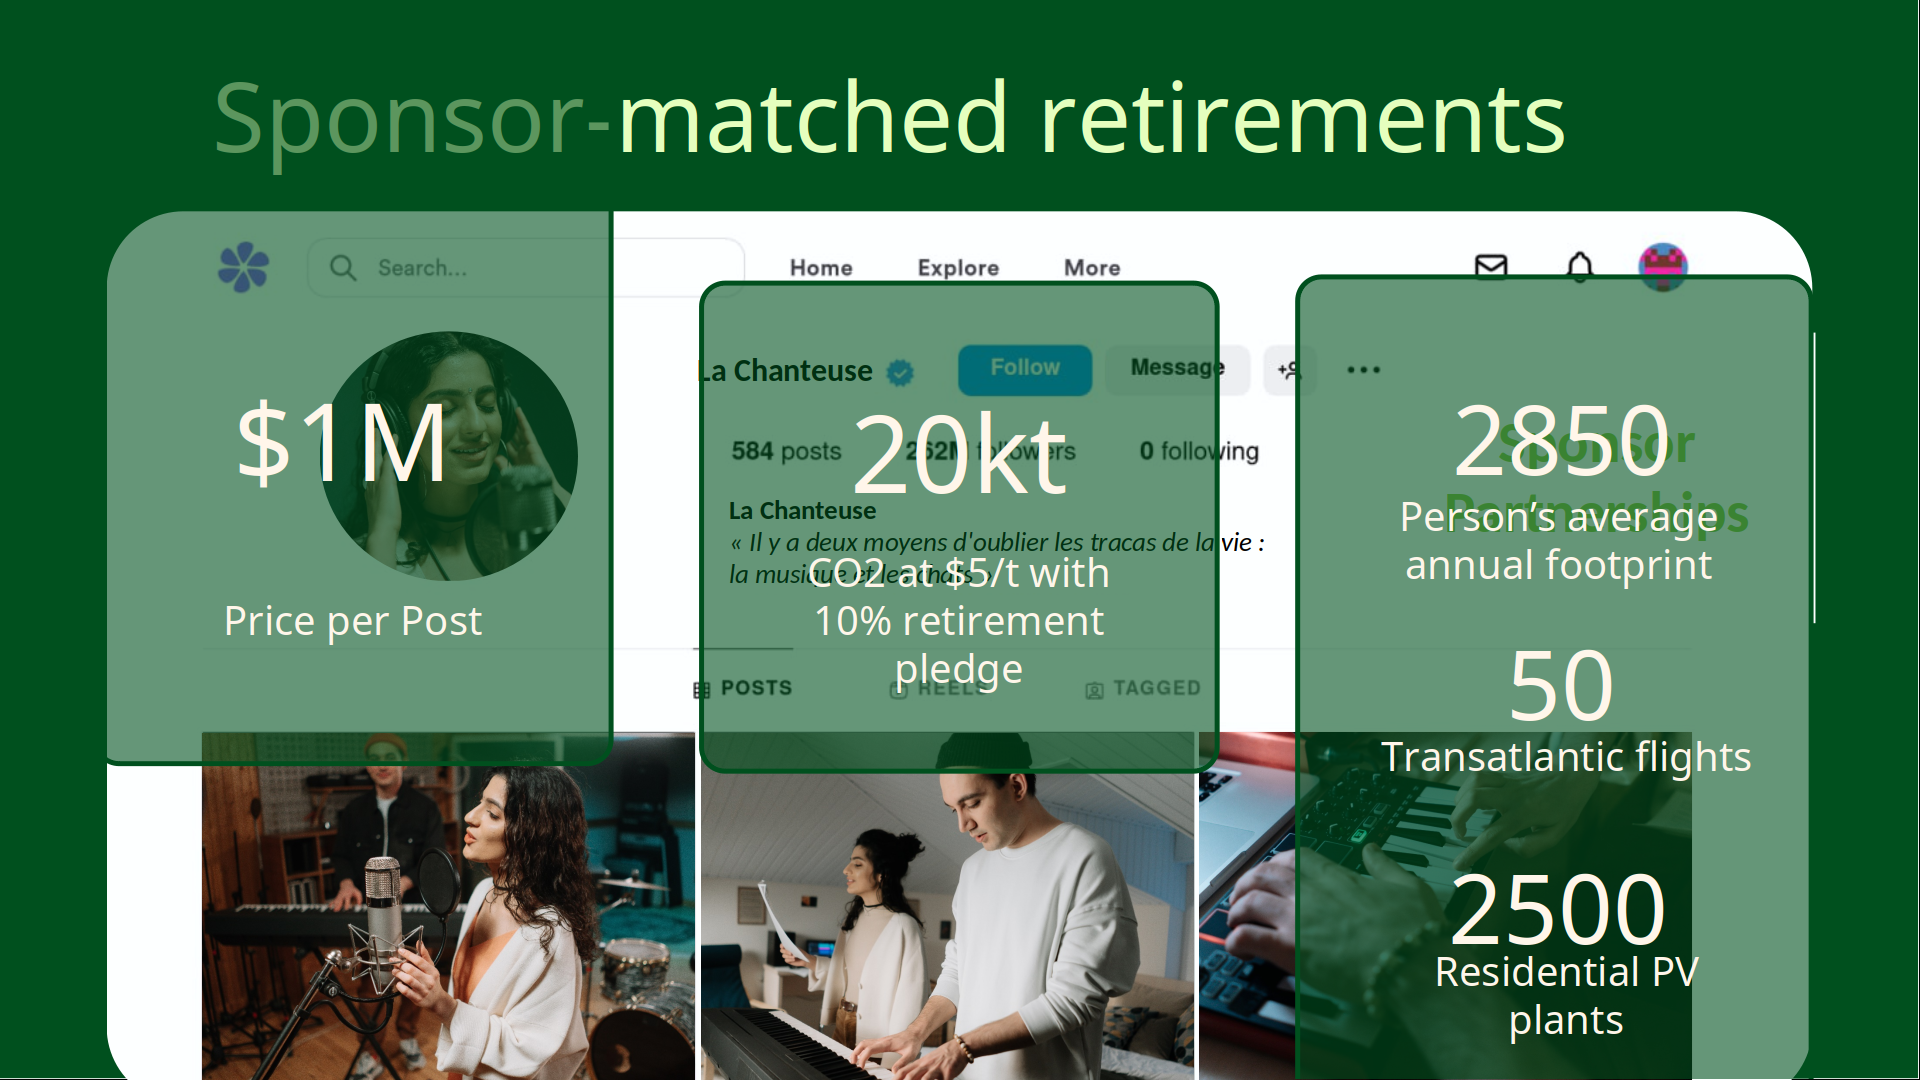 Sponsor-matched retirements
Search...
Home
Explore
More
La Chanteuse
Follow
Message
584 posts
262M followers
0 following
La Chanteuse
« Il y a deux moyens d'oublier les tracas de la vie :
la musique et les chats »
POSTS
REELS
TAGGED
$1M
Price per Post
20kt
CO2 at $5/t with
10% retirement
pledge
Sponsor
Partnerships
2850
Person’s average
annual footprint
50
Transatlantic flights
2500
Residential PV
plants